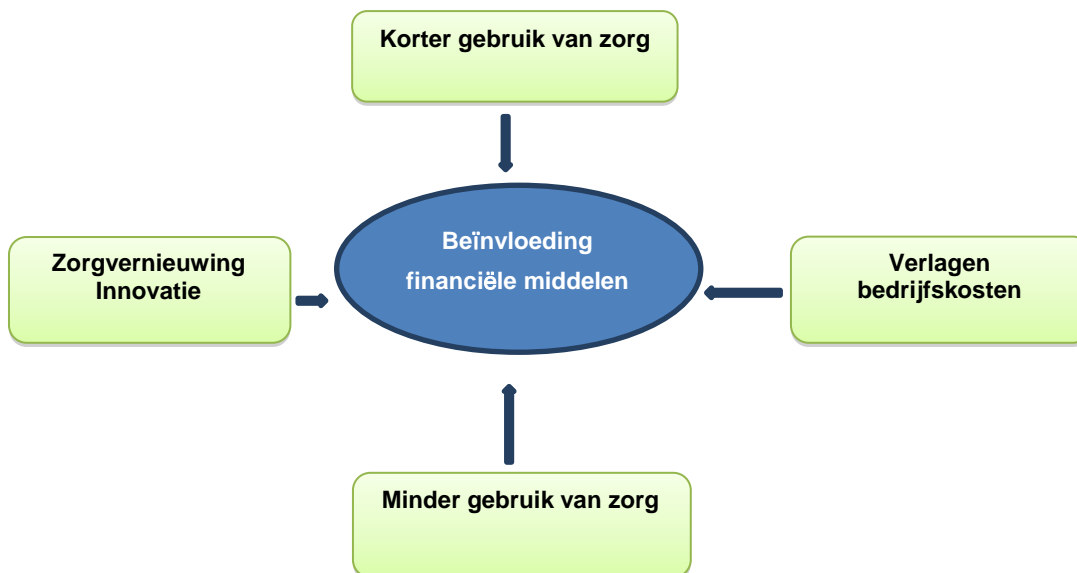 Korter gebruik van zorg
Beïnvloeding
financiële middelen
Zorgvernieuwing
Innovatie
Verlagen
bedrijfskosten
Minder gebruik van zorg